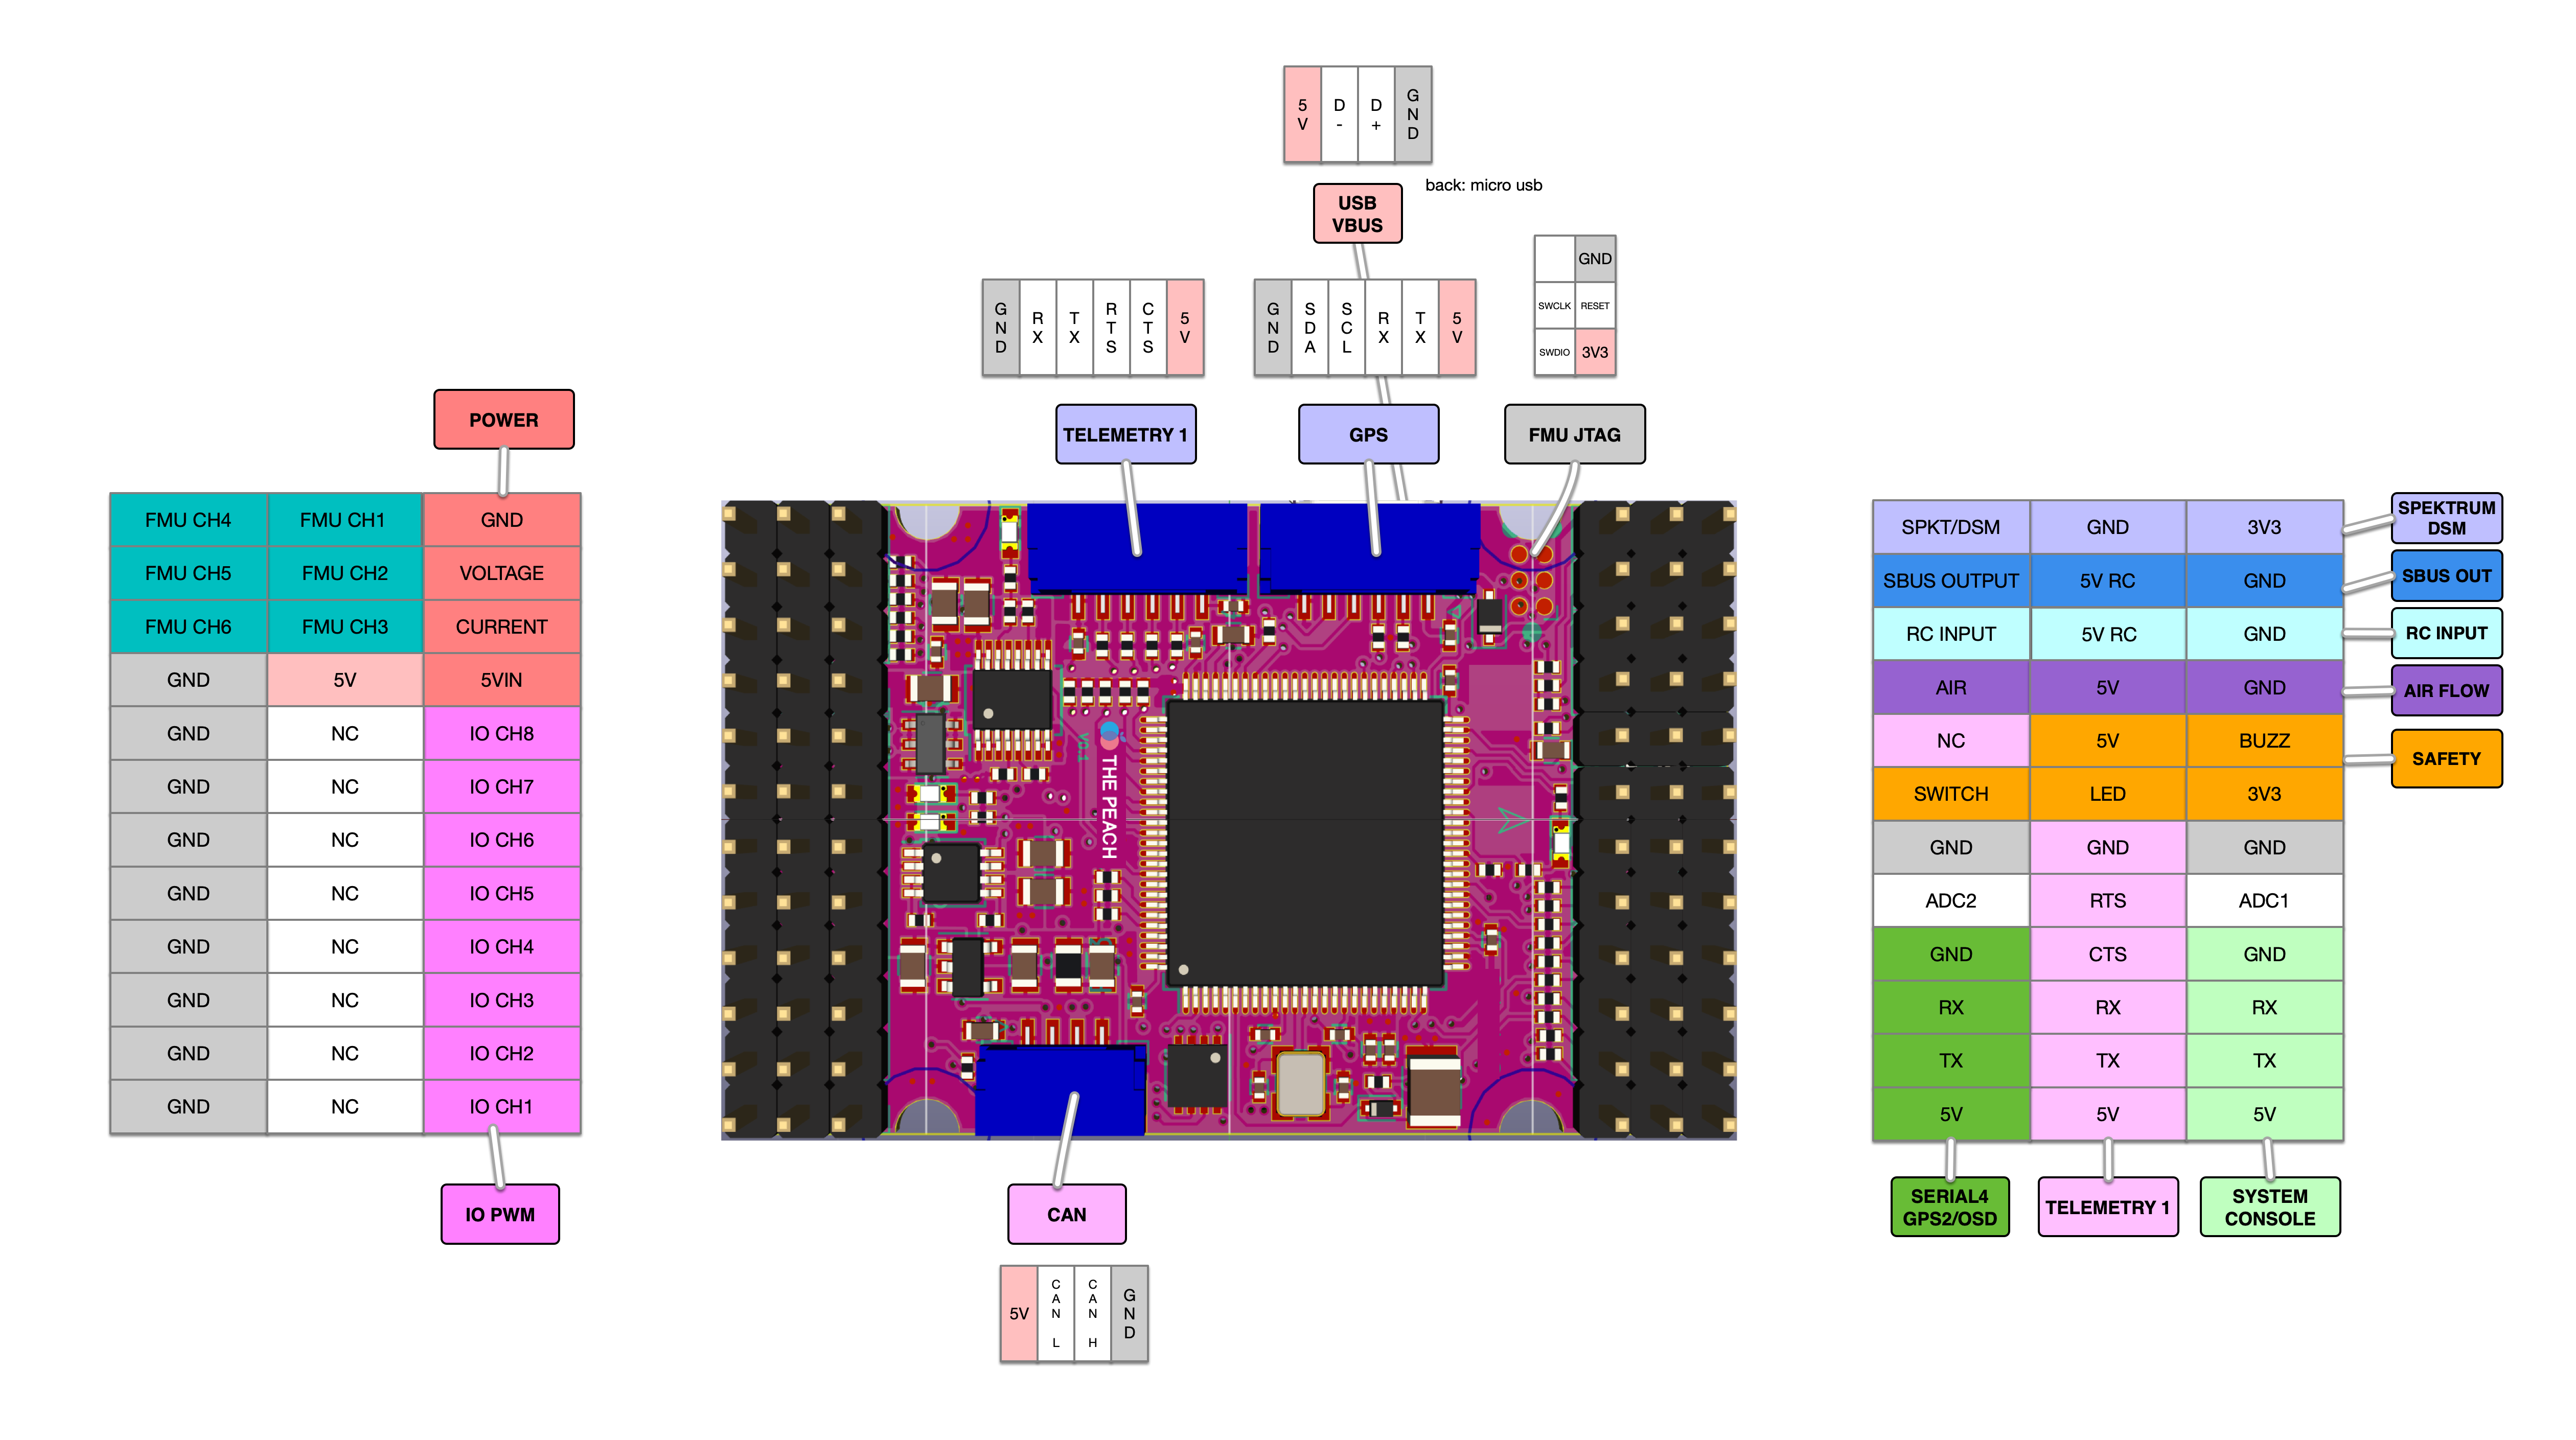 5V D- D+ GND
back: micro usb
USB
VBUS
GND
SWCLK RESET
SWDIO 3V3
GND RX TX RTS CTS 5V
GND SDA SCL RX TX 5V
POWER
TELEMETRY 1
GPS
FMU JTAG
FMU CH4 FMU CH1 GND
FMU CH5 FMU CH2 VOLTAGE
FMU CH6 FMU CH3 CURRENT
GND 5V 5VIN
GND NC IO CH8
GND NC IO CH7
GND NC IO CH6
GND NC IO CH5
GND NC IO CH4
GND NC IO CH3
GND NC IO CH2
GND NC IO CH1
IO PWM
V0.1
THE PEACH
CAN
5V CAN L CAN H GND
SPKT/DSM GND 3V3
SBUS OUTPUT 5V RC GND
RC INPUT 5V RC GND
AIR 5V GND
NC 5V BUZZ
SWITCH LED 3V3
GND GND GND
ADC2 RTS ADC1
GND CTS GND
RX RX RX
TX TX TX
5V 5V 5V
SPEKTRUM
DSM
SBUS OUT
RC INPUT
AIR FLOW
SAFETY
SERIAL4
GPS2/OSD
TELEMETRY 1
SYSTEM
CONSOLE